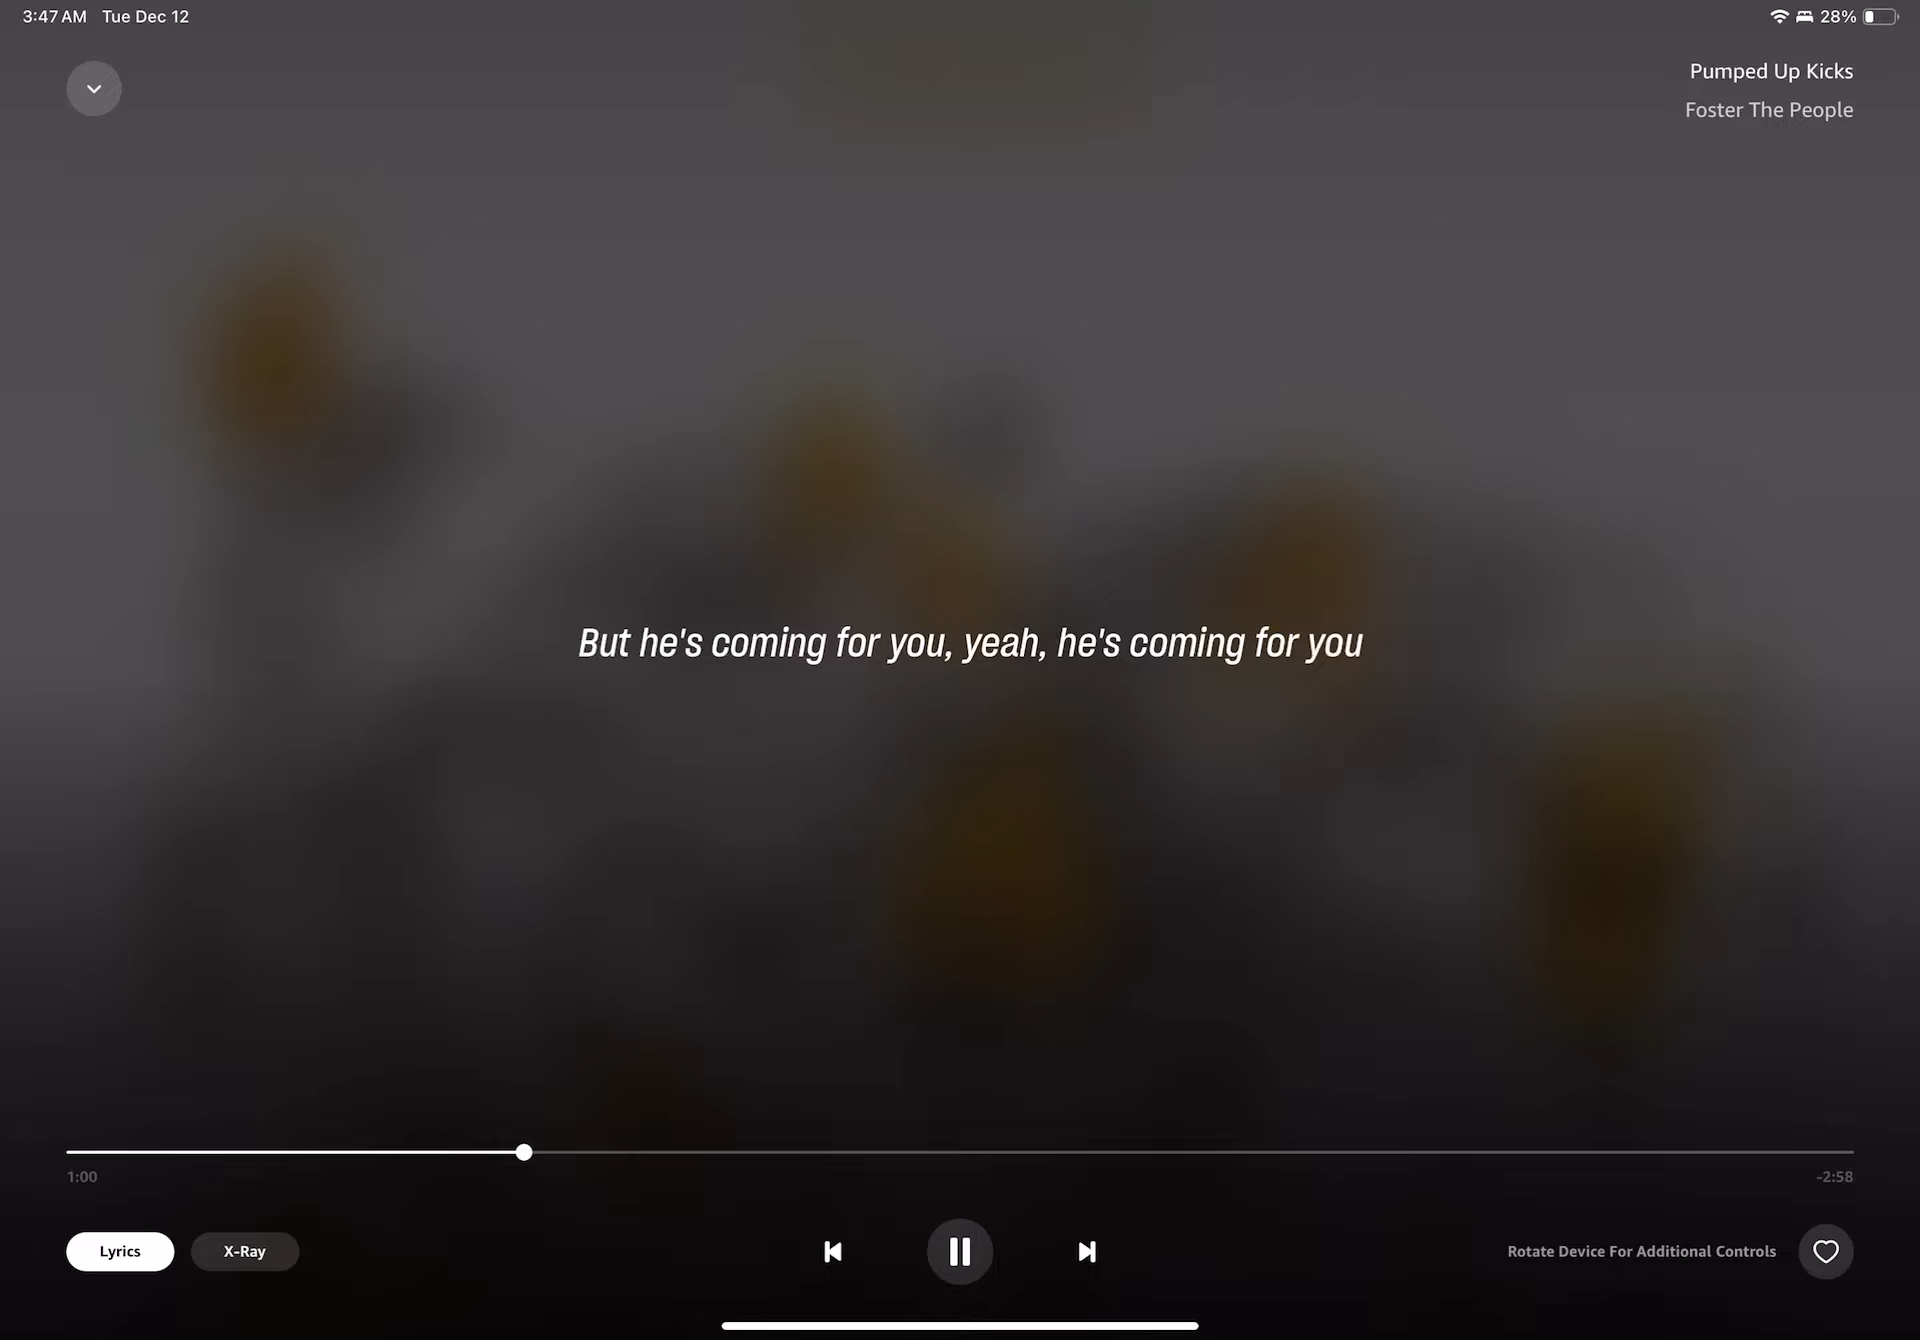 3:47 AM Tue Dec 12
28%
Pumped Up Kicks
Foster The People
But he's coming for you, yeah, he's coming for you
1:00
-2:58
Lyrics
X-Ray
Rotate Device For Additional Controls